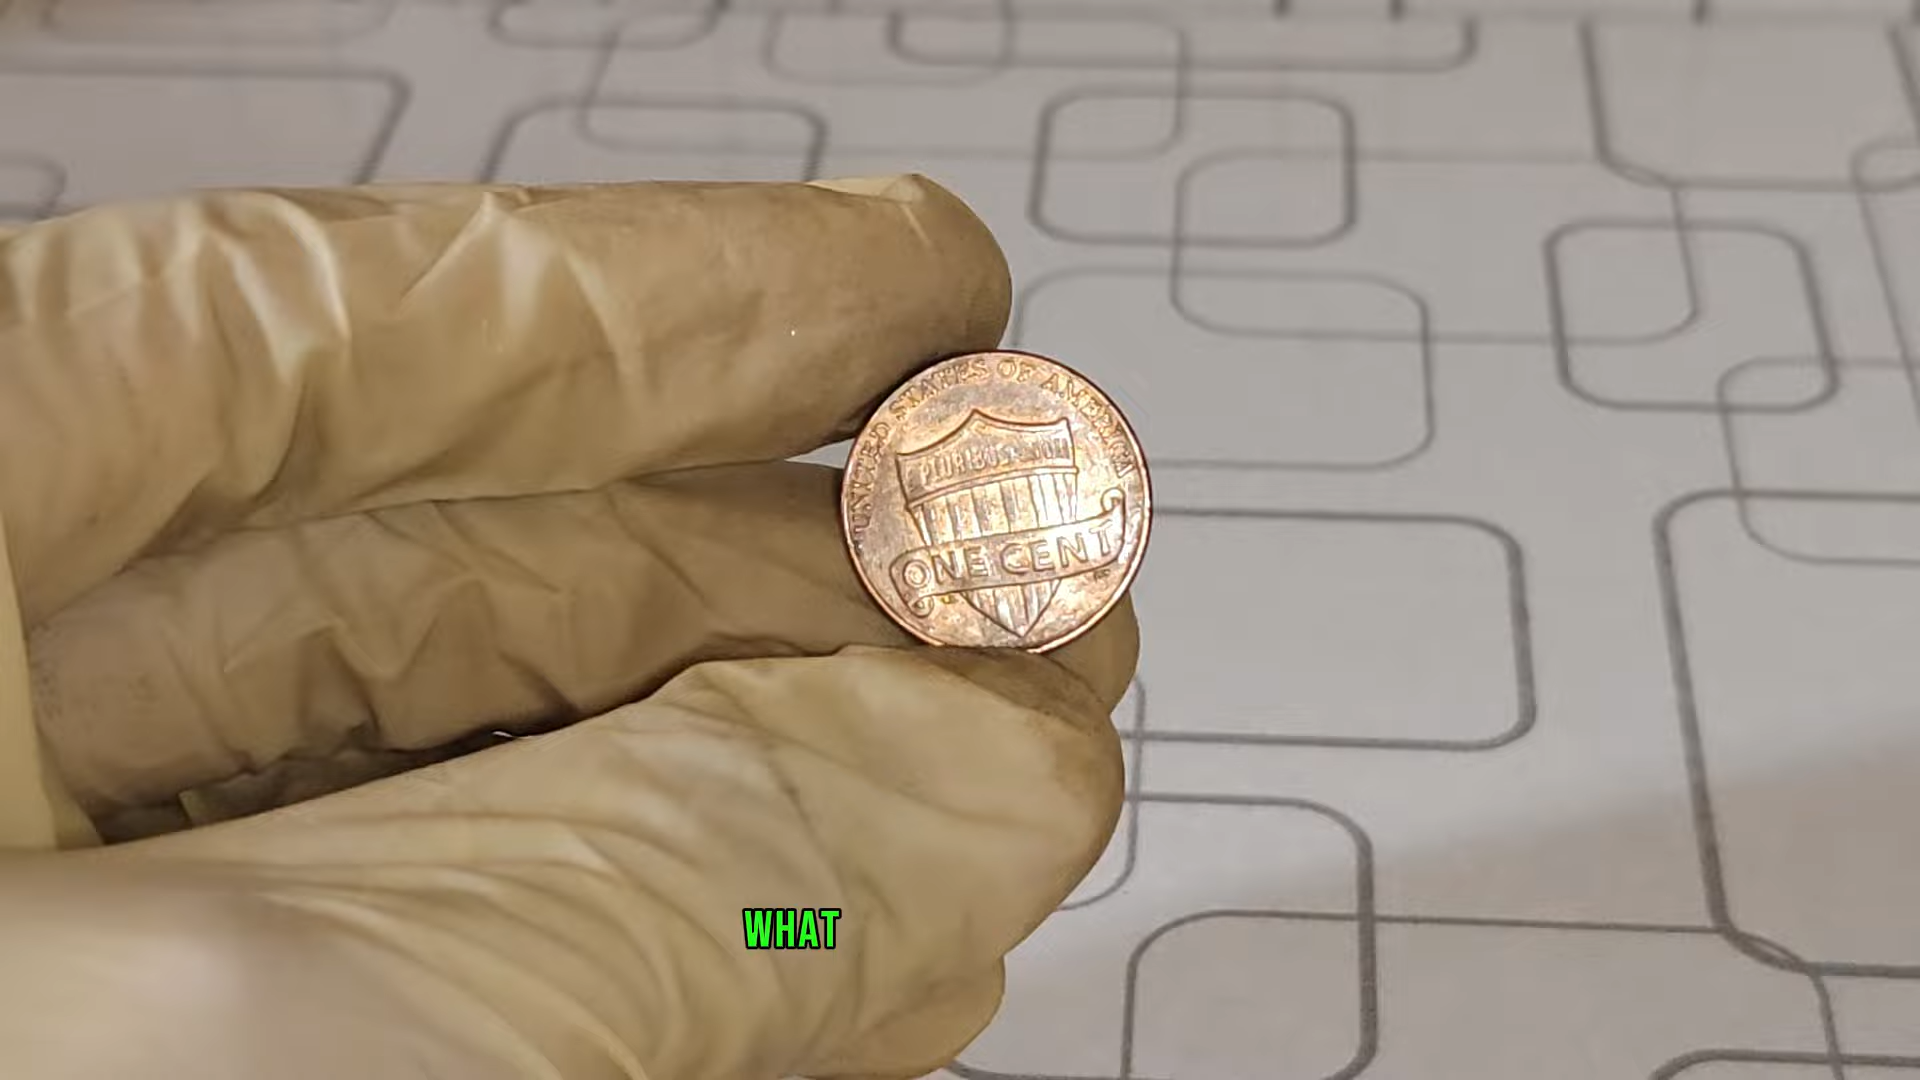 UNITED STATES OF AMERICA
E PLURIBUS UNUM
ONE CENT
WHAT